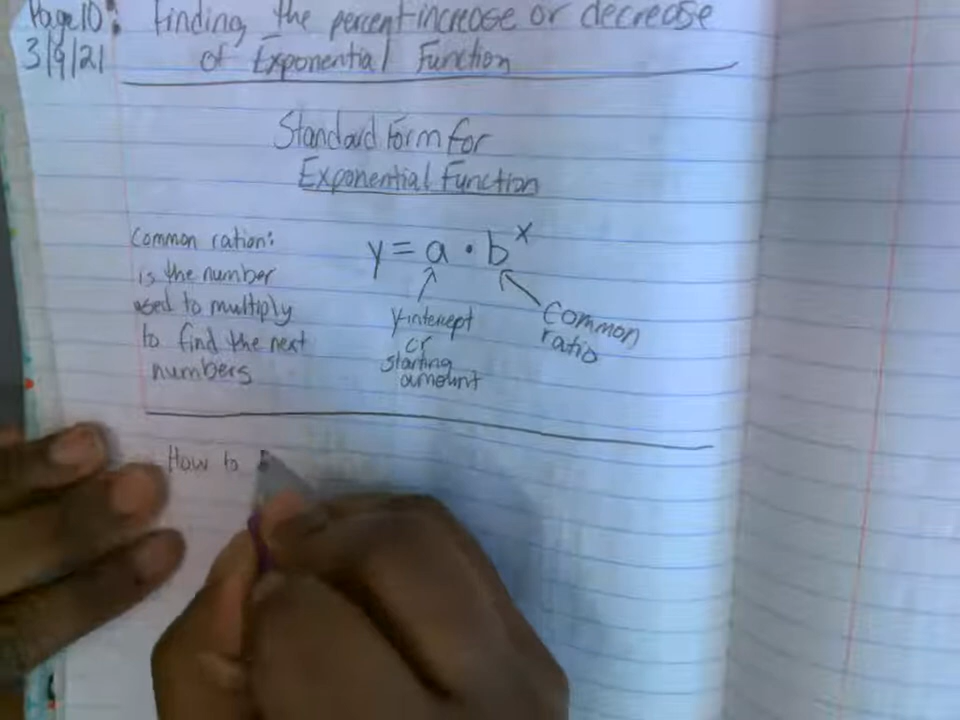 Page 10: Finding the percent increase or decrease
3/9/21 of Exponential Function
Standard Form for
Exponential Function
Common ration:
is the number
used to multiply
to find the next
numbers
y = a · b^x
y-intercept
or
starting
amount
Common
ratio
How to